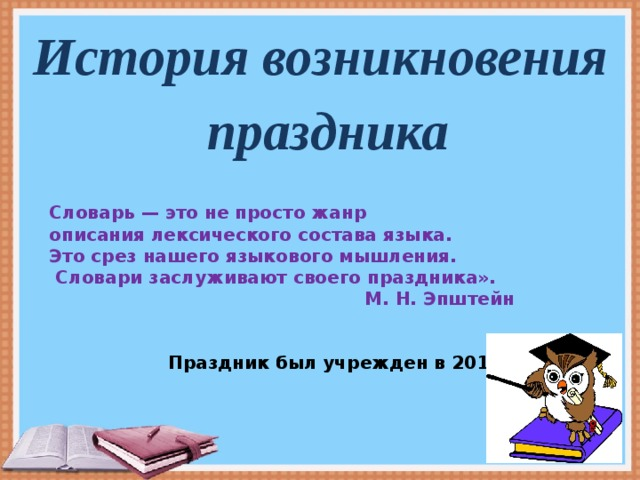 История возникновения
праздника
Словарь — это не просто жанр
описания лексического состава языка.
Это срез нашего языкового мышления.
Словари заслуживают своего праздника».
М. Н. Эпштейн
Праздник был учрежден в 201